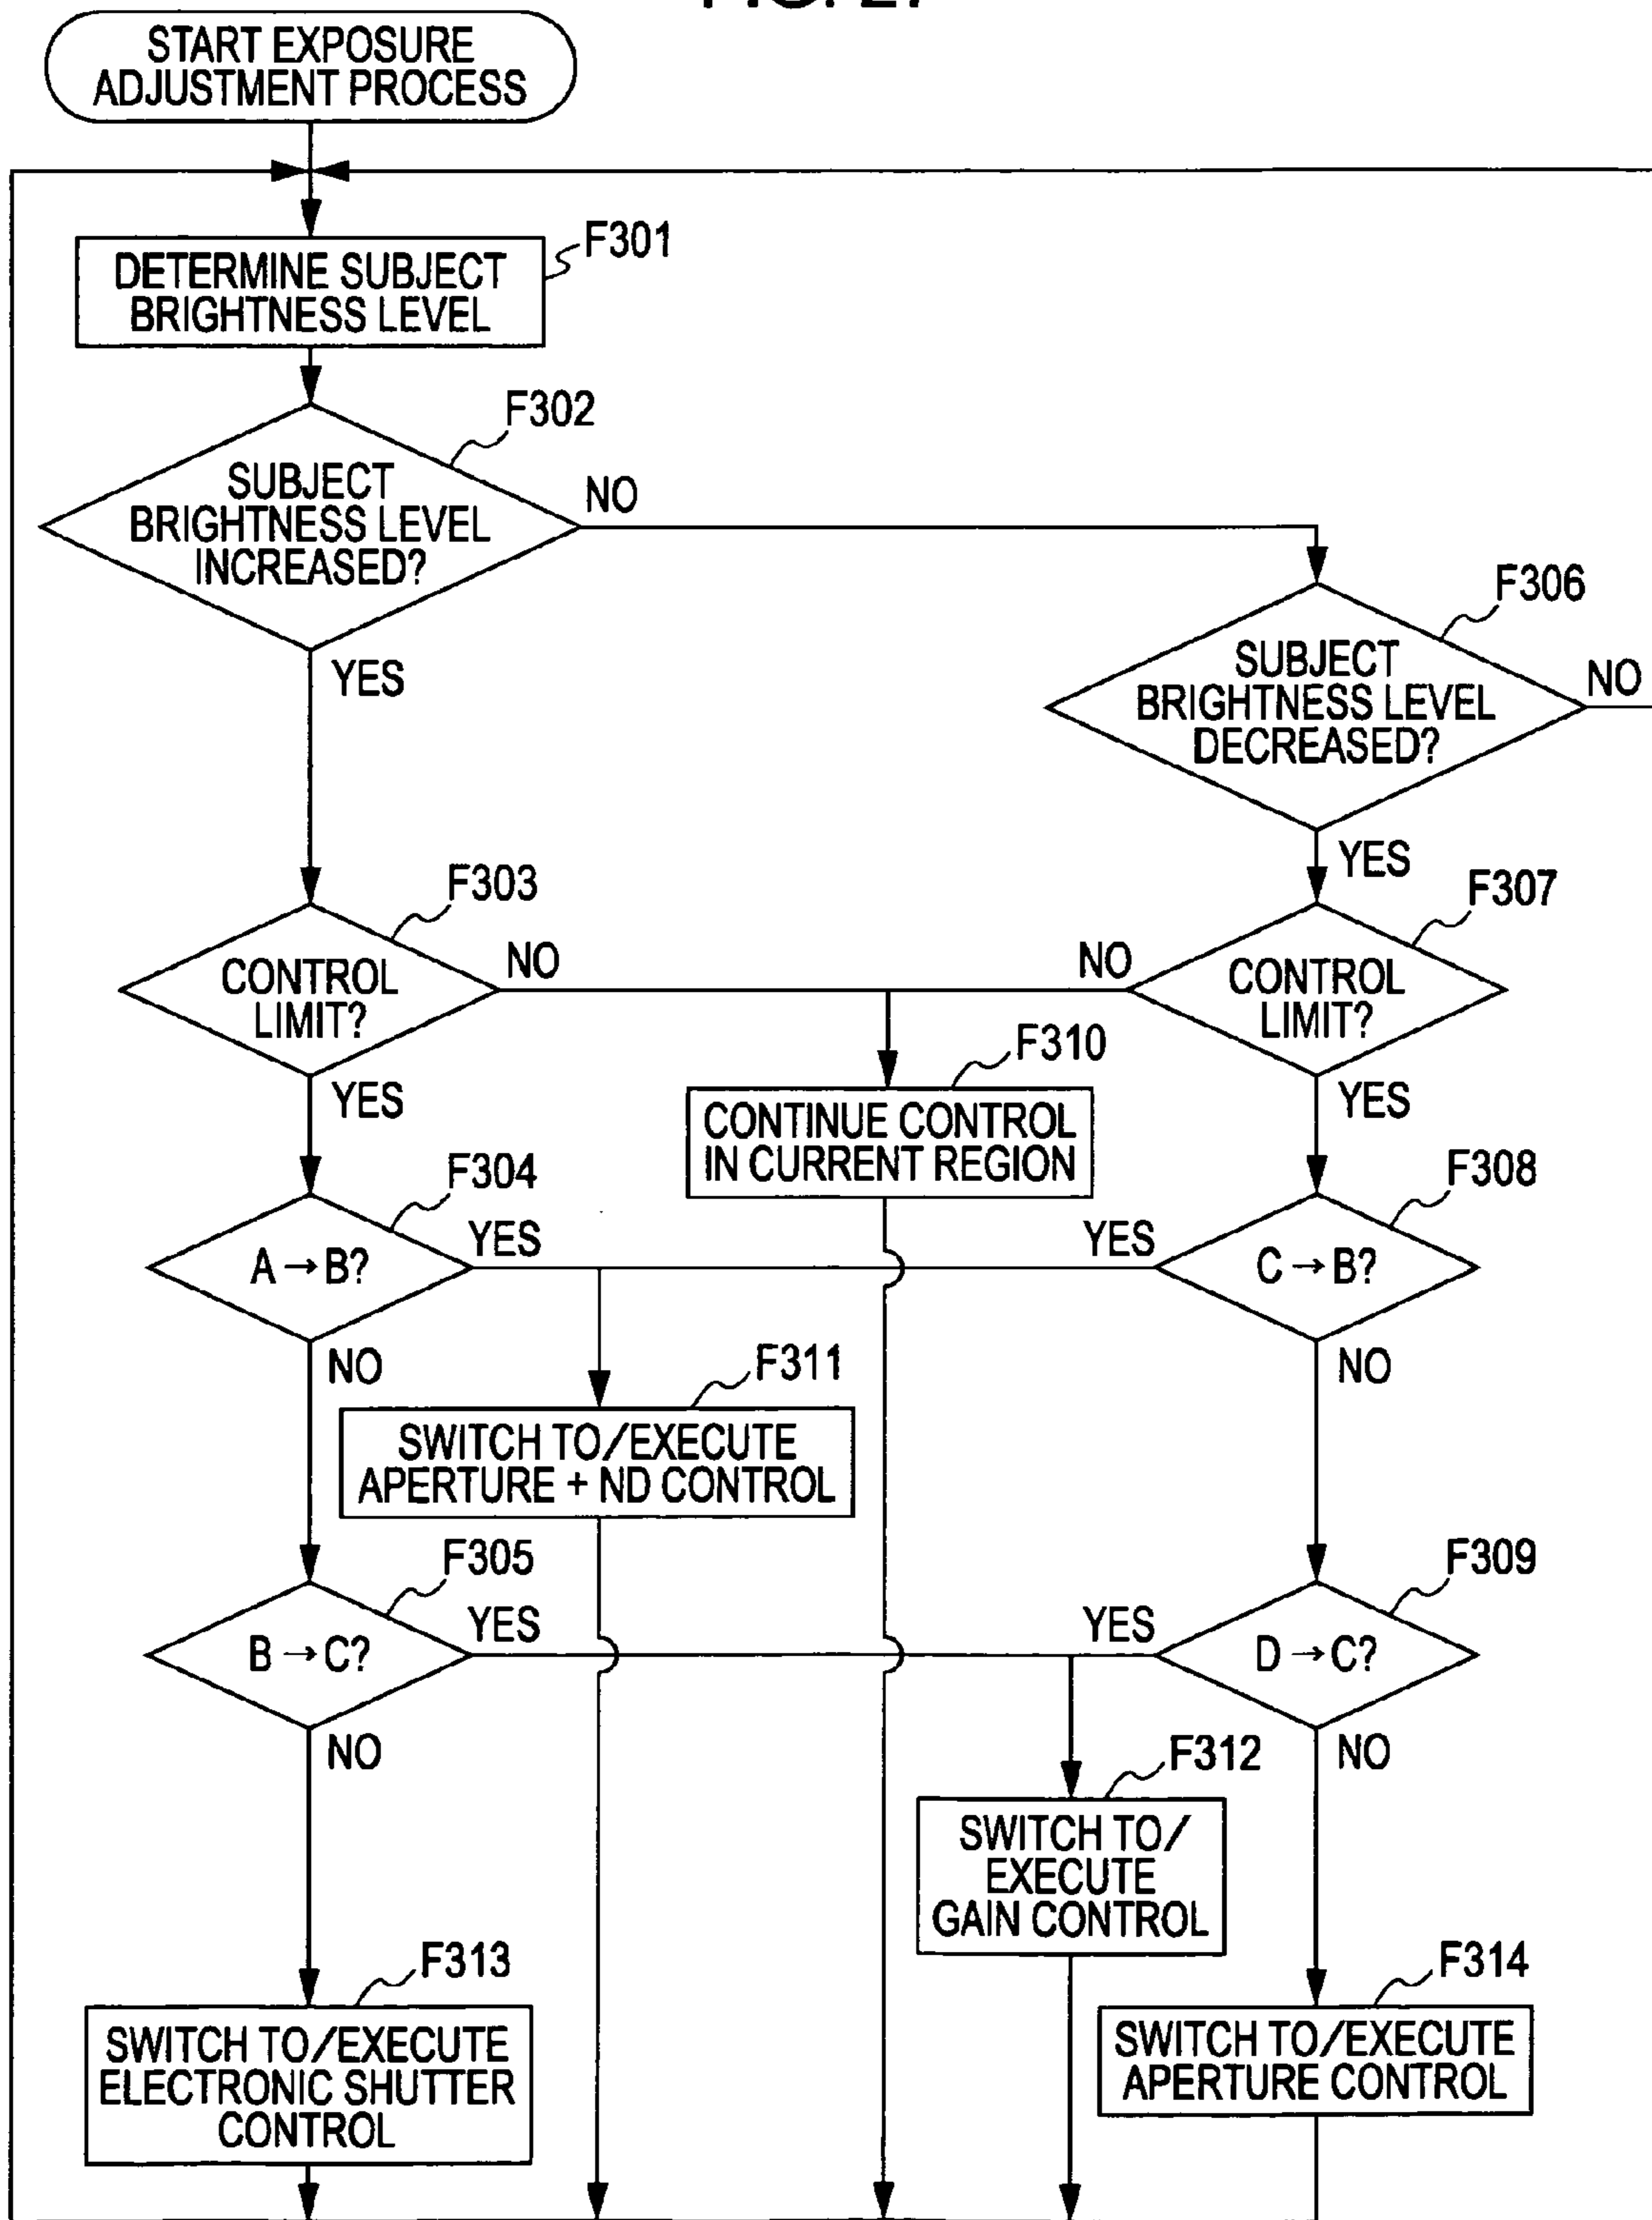 START EXPOSURE
ADJUSTMENT PROCESS
F301
DETERMINE SUBJECT
BRIGHTNESS LEVEL
F302
SUBJECT
BRIGHTNESS LEVEL
INCREASED?
NO
YES
F306
SUBJECT
BRIGHTNESS LEVEL
DECREASED?
NO
YES
F303
CONTROL
LIMIT?
NO
YES
F307
CONTROL
LIMIT?
NO
YES
F310
CONTINUE CONTROL
IN CURRENT REGION
F304
A → B?
YES
NO
F308
C → B?
YES
NO
F311
SWITCH TO/EXECUTE
APERTURE + ND CONTROL
F305
B → C?
YES
NO
F309
D → C?
YES
NO
F312
SWITCH TO/
EXECUTE
GAIN CONTROL
F313
SWITCH TO/EXECUTE
ELECTRONIC SHUTTER
CONTROL
F314
SWITCH TO/EXECUTE
APERTURE CONTROL